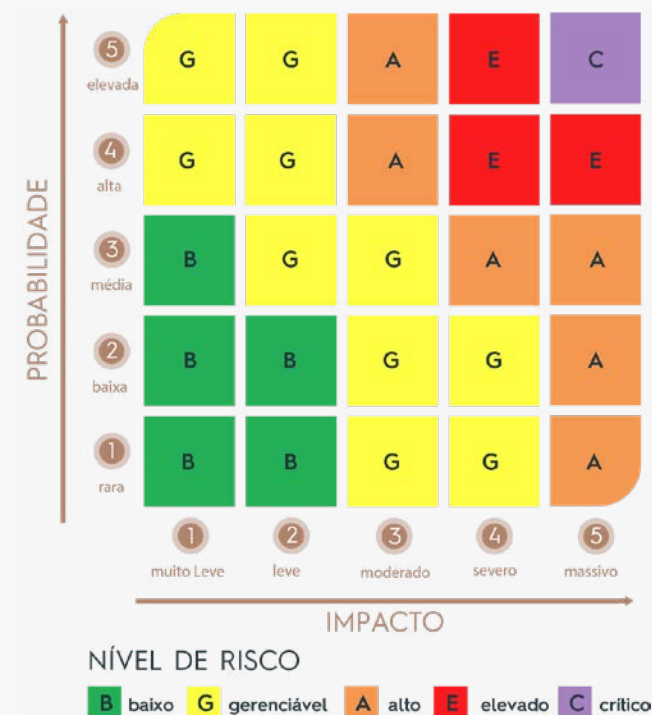 PROBABILIDADE
5 G G A E C
elevada
4 G G A E E
alta
3 B G G A A
média
2 B B G G A
baixa
1 B B G G A
rara
1 2 3 4 5
muito Leve leve moderado severo massivo
IMPACTO
NÍVEL DE RISCO
B baixo G gerenciável A alto E elevado C crítico